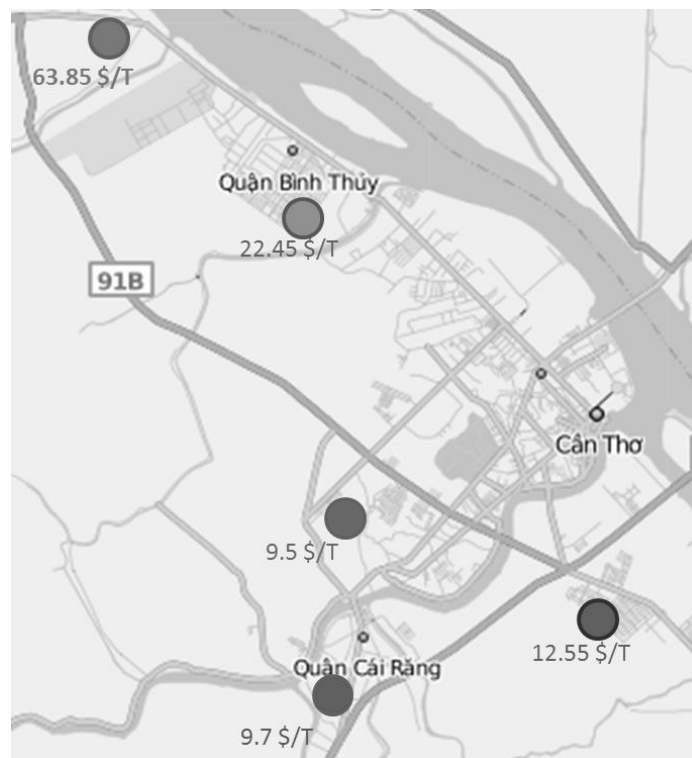 63.85 $/T
Quận Bình Thủy
22.45 $/T
91B
Cần Thơ
9.5 $/T
12.55 $/T
Quận Cái Răng
9.7 $/T